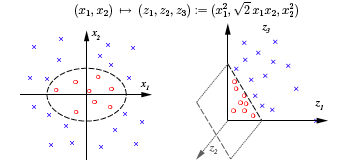 (x₁, x₂) ↦ (z₁, z₂, z₃) := (x₁², √2 x₁x₂, x₂²)
x₂
x₁
z₃
z₁
z₂